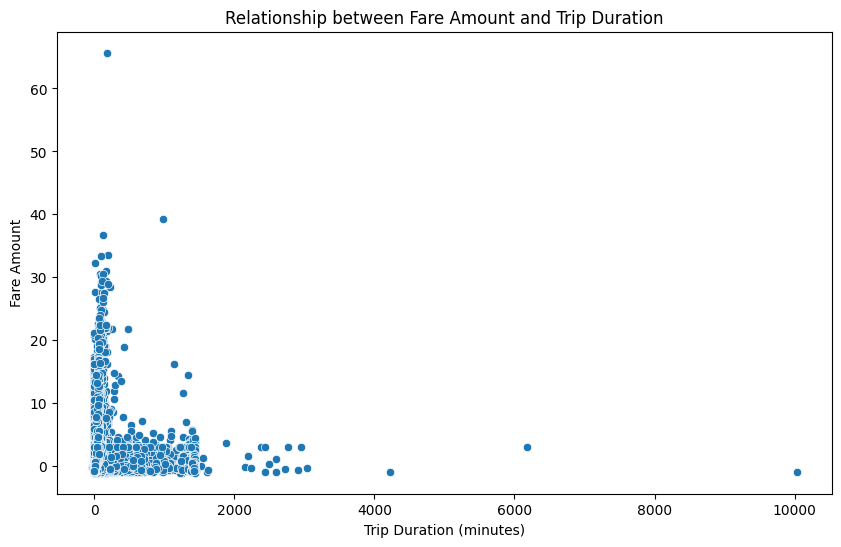 Relationship between Fare Amount and Trip Duration
60
50
40
30
20
10
0
Fare Amount
0 2000 4000 6000 8000 10000
Trip Duration (minutes)